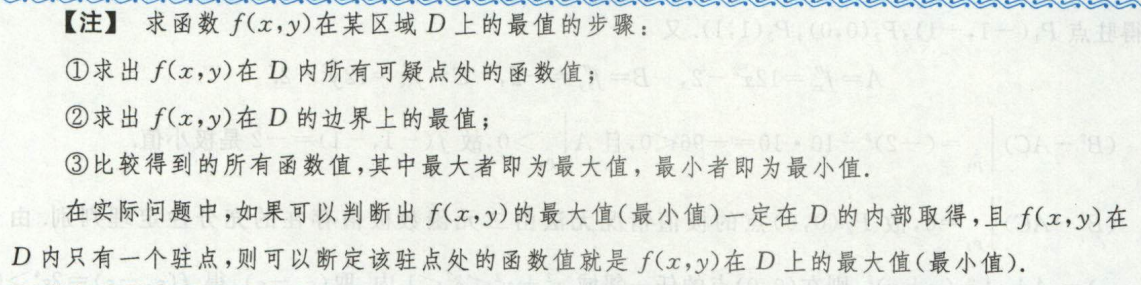 【注】 求函数 f(x,y)在某区域 D 上的最值的步骤：
①求出 f(x,y)在 D 内所有可疑点处的函数值；
②求出 f(x,y)在 D 的边界上的最值；
③比较得到的所有函数值,其中最大者即为最大值，最小者即为最小值.
在实际问题中,如果可以判断出 f(x,y)的最大值(最小值)一定在 D 的内部取得,且 f(x,y)在
D 内只有一个驻点,则可以断定该驻点处的函数值就是 f(x,y)在 D 上的最大值(最小值).